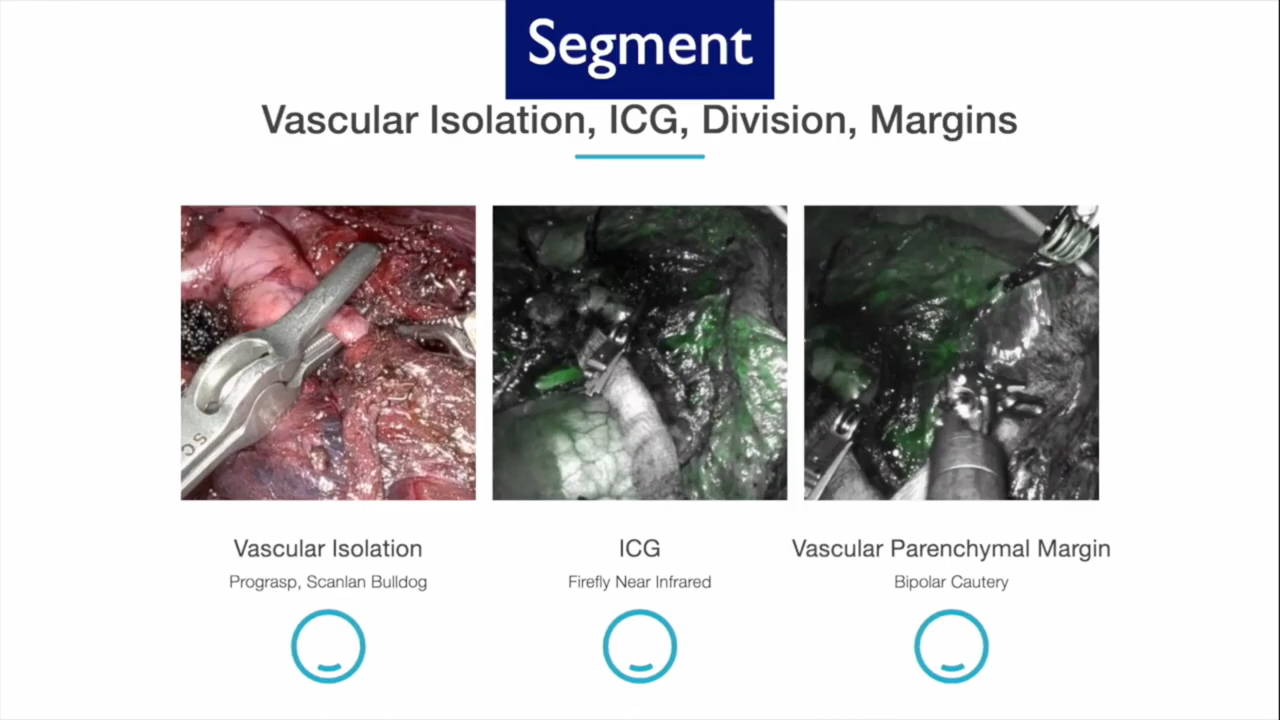 Segment
Vascular Isolation, ICG, Division, Margins
Vascular Isolation
Prograsp, Scanlan Bulldog
ICG
Firefly Near Infrared
Vascular Parenchymal Margin
Bipolar Cautery